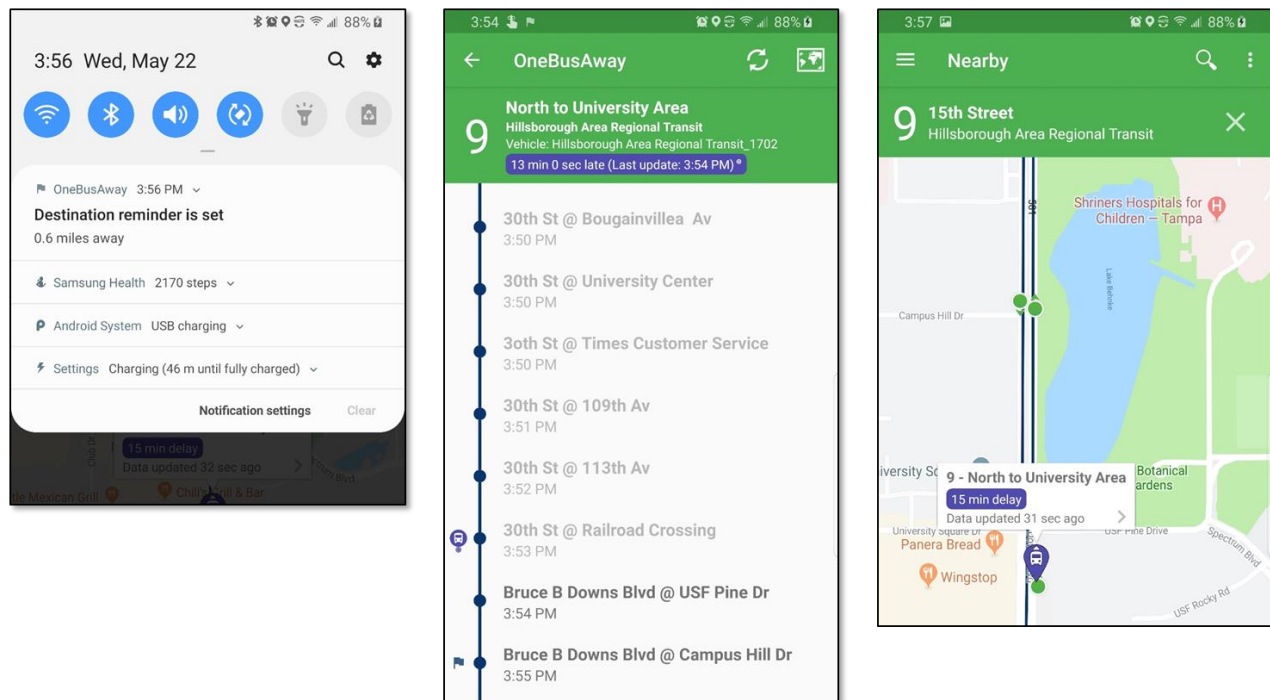 88%
3:56 Wed, May 22
OneBusAway 3:56 PM
Destination reminder is set
0.6 miles away
Samsung Health 2170 steps
Android System USB charging
Settings Charging (46 m until fully charged)
Notification settings Clear
15 min delay
Data updated 32 sec ago
Chili's Grill & Bar
3:54 88%
OneBusAway
9
North to University Area
Hillsborough Area Regional Transit
Vehicle: Hillsborough Area Regional Transit_1702
13 min 0 sec late (Last update: 3:54 PM)
30th St @ Bougainvillea Av
3:50 PM
30th St @ University Center
3:50 PM
3oth St @ Times Customer Service
3:50 PM
30th St @ 109th Av
3:51 PM
30th St @ 113th Av
3:52 PM
30th St @ Railroad Crossing
3:53 PM
Bruce B Downs Blvd @ USF Pine Dr
3:54 PM
Bruce B Downs Blvd @ Campus Hill Dr
3:55 PM
3:57 88%
Nearby
9
15th Street
Hillsborough Area Regional Transit
581
Shriners Hospitals for
Children – Tampa
H
Lake Behnke
Campus Hill Dr
Botanical
9 - North to University Area
15 min delay
Data updated 31 sec ago
University Square Dr
USF Pine Drive
Panera Bread
Spectrum Blvd
Wingstop
USF Rocky Rd